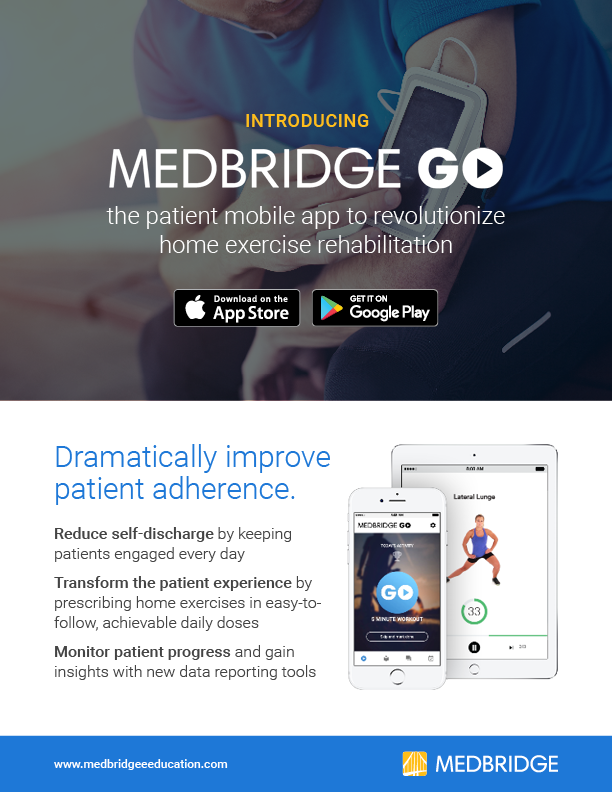 INTRODUCING
MEDBRIDGE GO
the patient mobile app to revolutionize
home exercise rehabilitation
Download on the
App Store
GET IT ON
Google Play
Dramatically improve
patient adherence.
Reduce self-discharge by keeping
patients engaged every day
Transform the patient experience by
prescribing home exercises in easy-to-
follow, achievable daily doses
Monitor patient progress and gain
insights with new data reporting tools
8:01 AM
Lateral Lunge
33
MEDBRIDGE GO
TODAY'S ACTIVITY
GO
5 MINUTE WORKOUT
www.medbridgeeducation.com
MEDBRIDGE